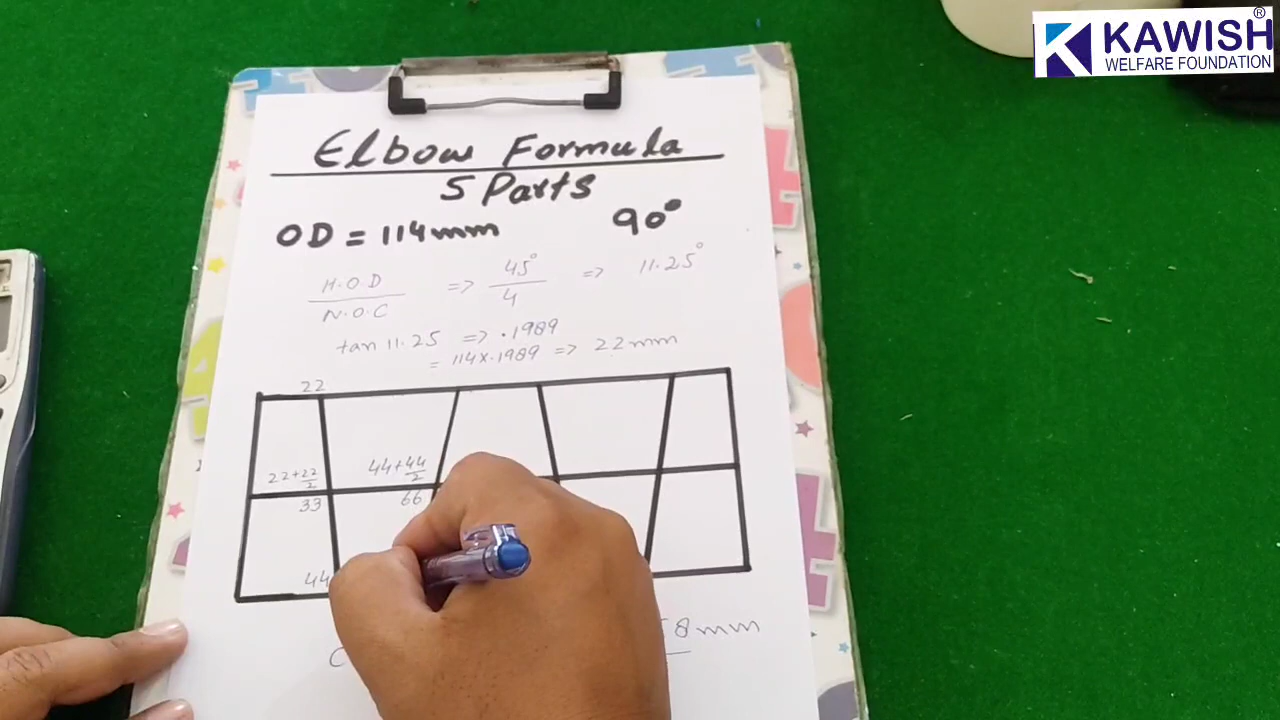 KAWISH®
WELFARE FOUNDATION
Elbow Formula
5 Parts
OD = 114mm 90°
H.O.D / N.O.C => 45° / 4 => 11.25°
tan 11.25 => .1989
= 114x.1989 => 22mm
22
22+22/2 44+44/2
33 66
44
C 58mm